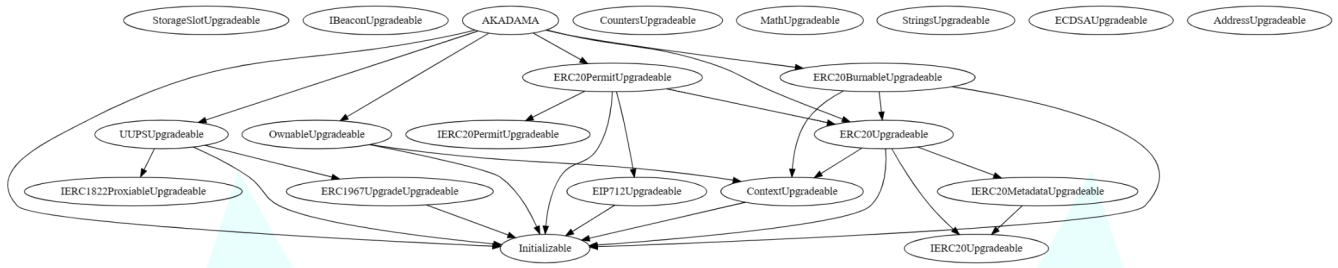 StorageSlotUpgradeable
IBeaconUpgradeable
AKADAMA
CountersUpgradeable
MathUpgradeable
StringsUpgradeable
ECDSAUpgradeable
AddressUpgradeable
ERC20PermitUpgradeable
ERC20BurnableUpgradeable
UUPSUpgradeable
OwnableUpgradeable
IERC20PermitUpgradeable
ERC20Upgradeable
IERC1822ProxiableUpgradeable
ERC1967UpgradeUpgradeable
EIP712Upgradeable
ContextUpgradeable
IERC20MetadataUpgradeable
Initializable
IERC20Upgradeable